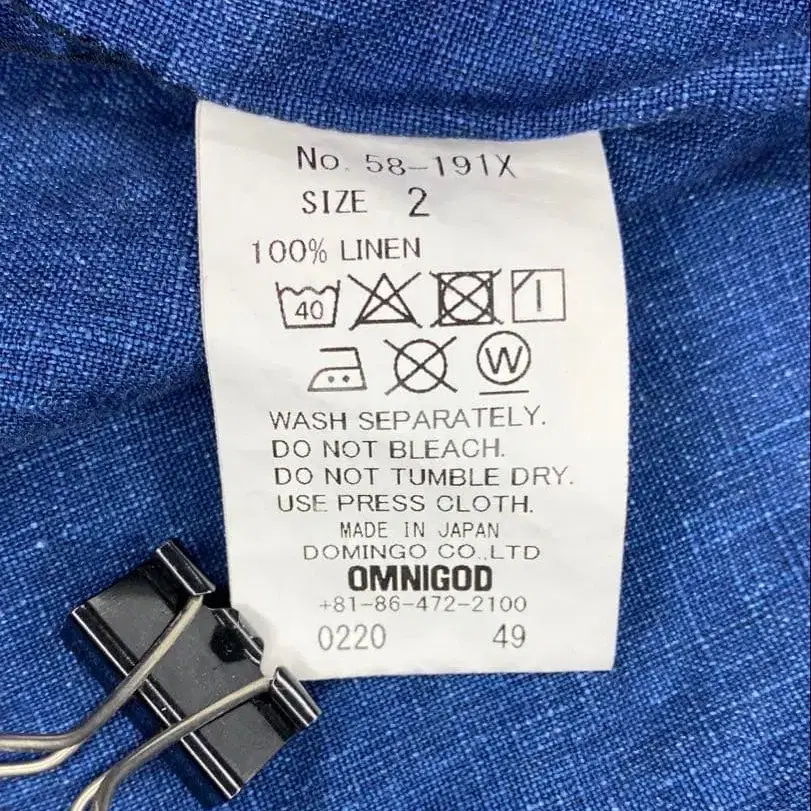 No. 58-191X
SIZE 2
100% LINEN
40
W
WASH SEPARATELY.
DO NOT BLEACH.
DO NOT TUMBLE DRY.
USE PRESS CLOTH.
MADE IN JAPAN
DOMINGO CO.,LTD
OMNIGOD
+81-86-472-2100
0220 49